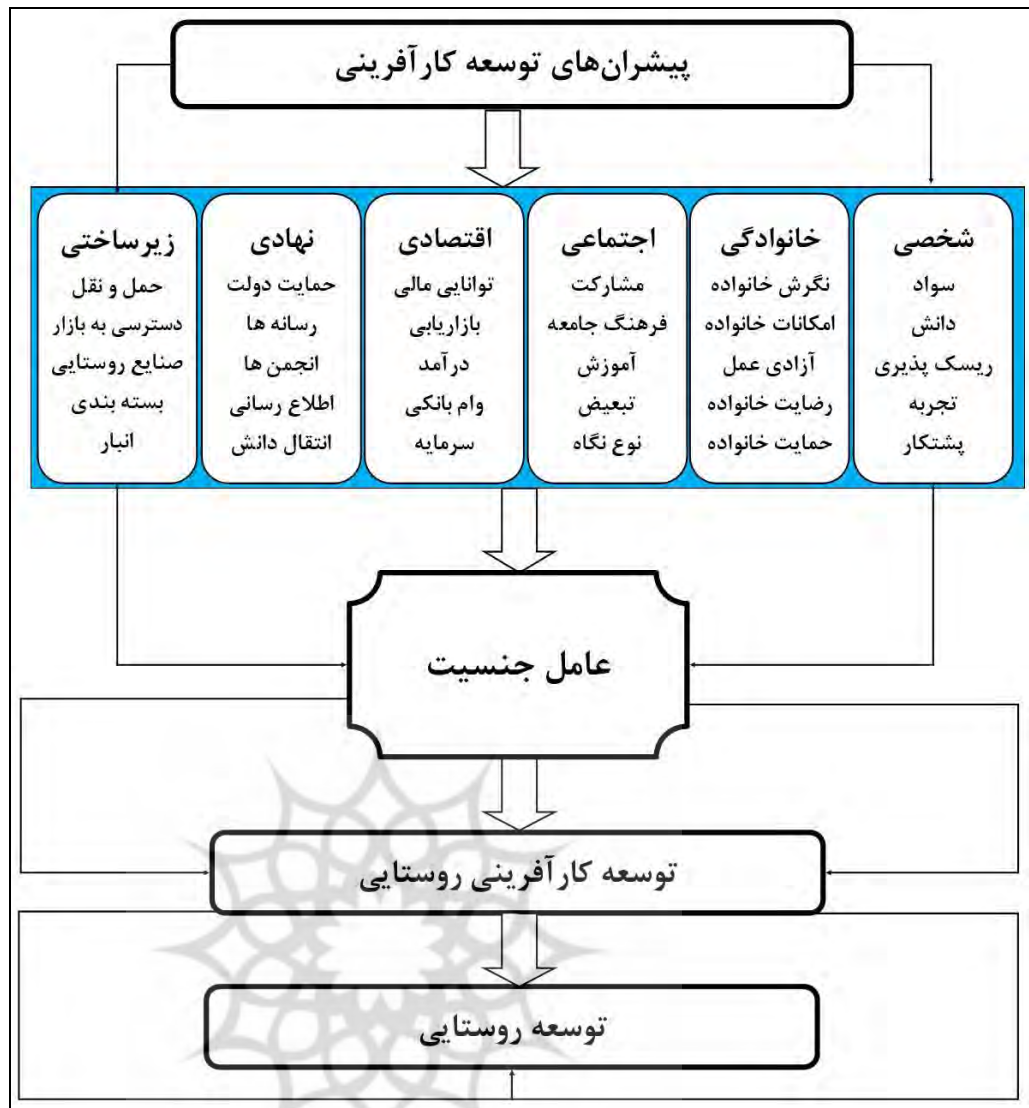 پیشران‌های توسعه کارآفرینی
شخصی
سواد
دانش
ریسک پذیری
تجربه
پشتکار
خانوادگی
نگرش خانواده
امکانات خانواده
آزادی عمل
رضایت خانواده
حمایت خانواده
اجتماعی
مشارکت
فرهنگ جامعه
آموزش
تبعیض
نوع نگاه
اقتصادی
توانایی مالی
بازاریابی
درآمد
وام بانکی
سرمایه
نهادی
حمایت دولت
رسانه ها
انجمن ها
اطلاع رسانی
انتقال دانش
زیرساختی
حمل و نقل
دسترسی به بازار
صنایع روستایی
بسته بندی
انبار
عامل جنسیت
توسعه کارآفرینی روستایی
توسعه روستایی